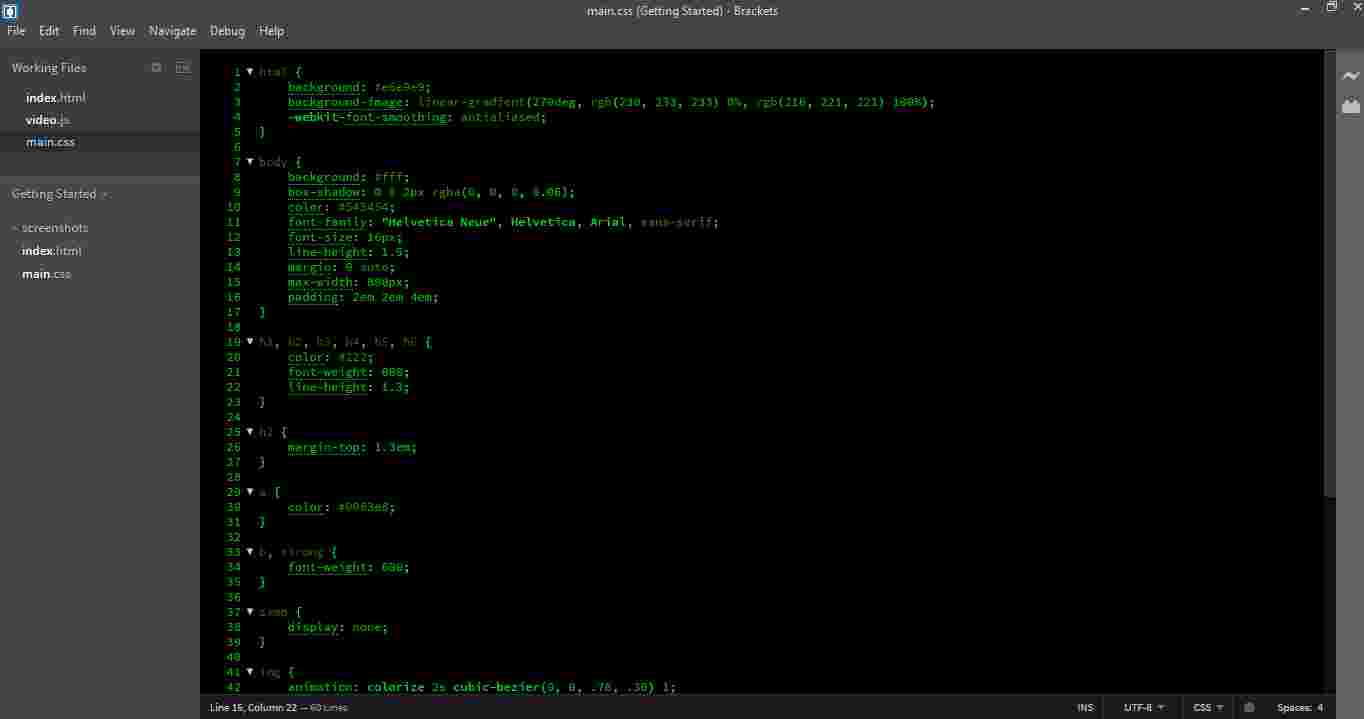 main.css (Getting Started) - Brackets
File Edit Find View Navigate Debug Help
Working Files
index.html
video.js
main.css
Getting Started
screenshots
index.html
main.css
1 html {
2 background: #e6e9e9;
3 background-image: linear-gradient(270deg, rgb(230, 233, 233) 0%, rgb(216, 221, 221) 100%);
4 -webkit-font-smoothing: antialiased;
5 }
6
7 body {
8 background: #fff;
9 box-shadow: 0 0 2px rgba(0, 0, 0, 0.06);
10 color: #545454;
11 font-family: "Helvetica Neue", Helvetica, Arial, sans-serif;
12 font-size: 16px;
13 line-height: 1.5;
14 margin: 0 auto;
15 max-width: 800px;
16 padding: 2em 2em 4em;
17 }
18
19 h1, h2, h3, h4, h5, h6 {
20 color: #222;
21 font-weight: 600;
22 line-height: 1.3;
23 }
24
25 h2 {
26 margin-top: 1.3em;
27 }
28
29 a {
30 color: #0083e8;
31 }
32
33 b, strong {
34 font-weight: 600;
35 }
36
37 samp {
38 display: none;
39 }
40
41 img {
42 animation: colorize 2s cubic-bezier(0, 0, .78, .36) 1;
Line 15, Column 22 — 60 Lines
INS UTF-8 CSS Spaces: 4